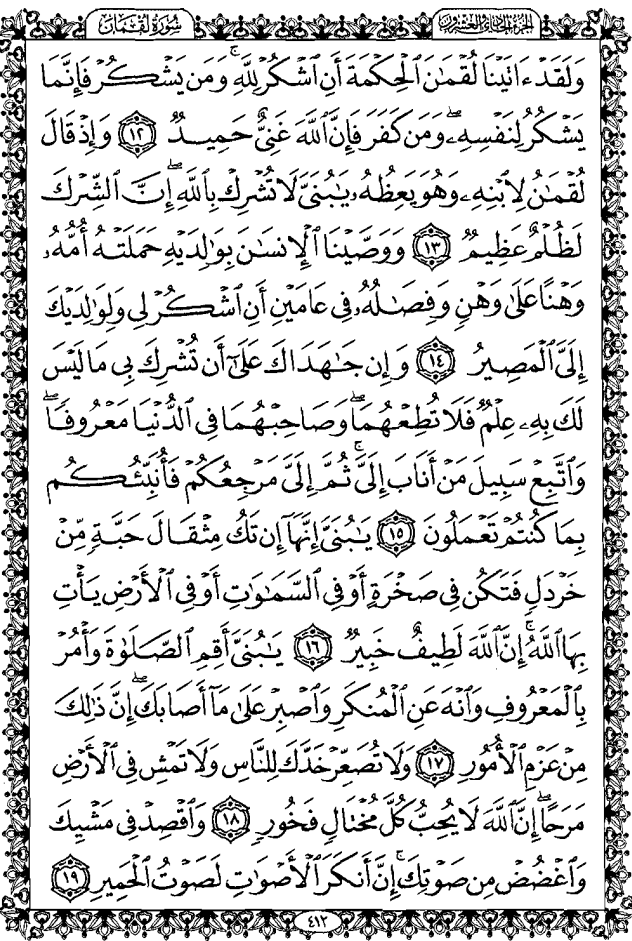 سُورَةُ لُقْمَانَ
الجُزْءُ الحَادِي وَالعِشْرُونَ
وَلَقَدْ ءَاتَيْنَا لُقْمَٰنَ ٱلْحِكْمَةَ أَنِ ٱشْكُرْ لِلَّهِ ۚ وَمَن يَشْكُرْ فَإِنَّمَا
يَشْكُرُ لِنَفْسِهِۦ ۖ وَمَن كَفَرَ فَإِنَّ ٱللَّهَ غَنِىٌّ حَمِيدٌ ١٢ وَإِذْ قَالَ
لُقْمَٰنُ لِٱبْنِهِۦ وَهُوَ يَعِظُهُۥ يَٰبُنَىَّ لَا تُشْرِكْ بِٱللَّهِ ۖ إِنَّ ٱلشِّرْكَ
لَظُلْمٌ عَظِيمٌ ١٣ وَوَصَّيْنَا ٱلْإِنسَٰنَ بِوَٰلِدَيْهِ حَمَلَتْهُ أُمُّهُۥ
وَهْنًا عَلَىٰ وَهْنٍ وَفِصَٰلُهُۥ فِى عَامَيْنِ أَنِ ٱشْكُرْ لِى وَلِوَٰلِدَيْكَ
إِلَىَّ ٱلْمَصِيرُ ١٤ وَإِن جَٰهَدَاكَ عَلَىٰٓ أَن تُشْرِكَ بِى مَا لَيْسَ
لَكَ بِهِۦ عِلْمٌ فَلَا تُطِعْهُمَا ۖ وَصَاحِبْهُمَا فِى ٱلدُّنْيَا مَعْرُوفًا ۖ
وَٱتَّبِعْ سَبِيلَ مَنْ أَنَابَ إِلَىَّ ۚ ثُمَّ إِلَىَّ مَرْجِعُكُمْ فَأُنَبِّئُكُم
بِمَا كُنتُمْ تَعْمَلُونَ ١٥ يَٰبُنَىَّ إِنَّهَآ إِن تَكُ مِثْقَالَ حَبَّةٍ مِّنْ
خَرْدَلٍ فَتَكُن فِى صَخْرَةٍ أَوْ فِى ٱلسَّمَٰوَٰتِ أَوْ فِى ٱلْأَرْضِ يَأْتِ
بِهَا ٱللَّهُ ۚ إِنَّ ٱللَّهَ لَطِيفٌ خَبِيرٌ ١٦ يَٰبُنَىَّ أَقِمِ ٱلصَّلَوٰةَ وَأْمُرْ
بِٱلْمَعْرُوفِ وَٱنْهَ عَنِ ٱلْمُنكَرِ وَٱصْبِرْ عَلَىٰ مَآ أَصَابَكَ ۖ إِنَّ ذَٰلِكَ
مِنْ عَزْمِ ٱلْأُمُورِ ١٧ وَلَا تُصَعِّرْ خَدَّكَ لِلنَّاسِ وَلَا تَمْشِ فِى ٱلْأَرْضِ
مَرَحًا ۖ إِنَّ ٱللَّهَ لَا يُحِبُّ كُلَّ مُخْتَالٍ فَخُورٍ ١٨ وَٱقْصِدْ فِى مَشْيِكَ
وَٱغْضُضْ مِن صَوْتِكَ ۚ إِنَّ أَنكَرَ ٱلْأَصْوَٰتِ لَصَوْتُ ٱلْحَمِيرِ ١٩
٤١٢